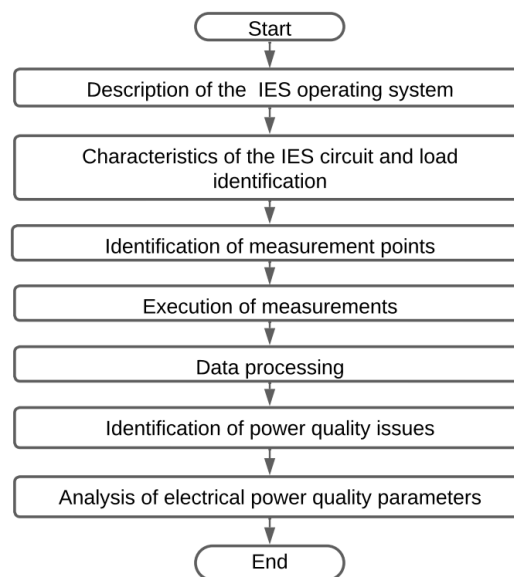 Start
Description of the IES operating system
Characteristics of the IES circuit and load
identification
Identification of measurement points
Execution of measurements
Data processing
Identification of power quality issues
Analysis of electrical power quality parameters
End